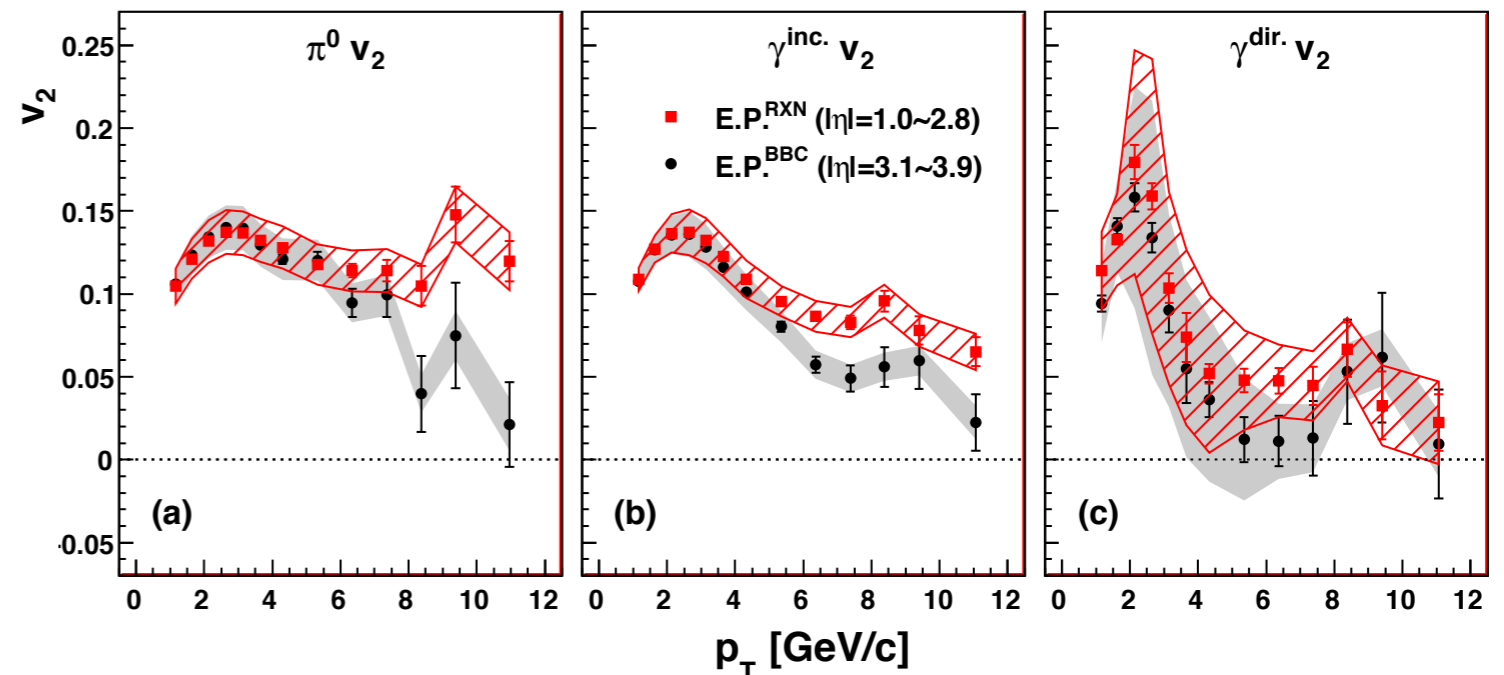 π⁰ v₂
γ^inc. v₂
γ^dir. v₂
E.P.^RXN (|η|=1.0~2.8)
E.P.^BBC (|η|=3.1~3.9)
v₂
0.25
0.2
0.15
0.1
0.05
0
0.05
(a)
(b)
(c)
0 2 4 6 8 10 12
0 2 4 6 8 10 12
0 2 4 6 8 10 12
p_T [GeV/c]